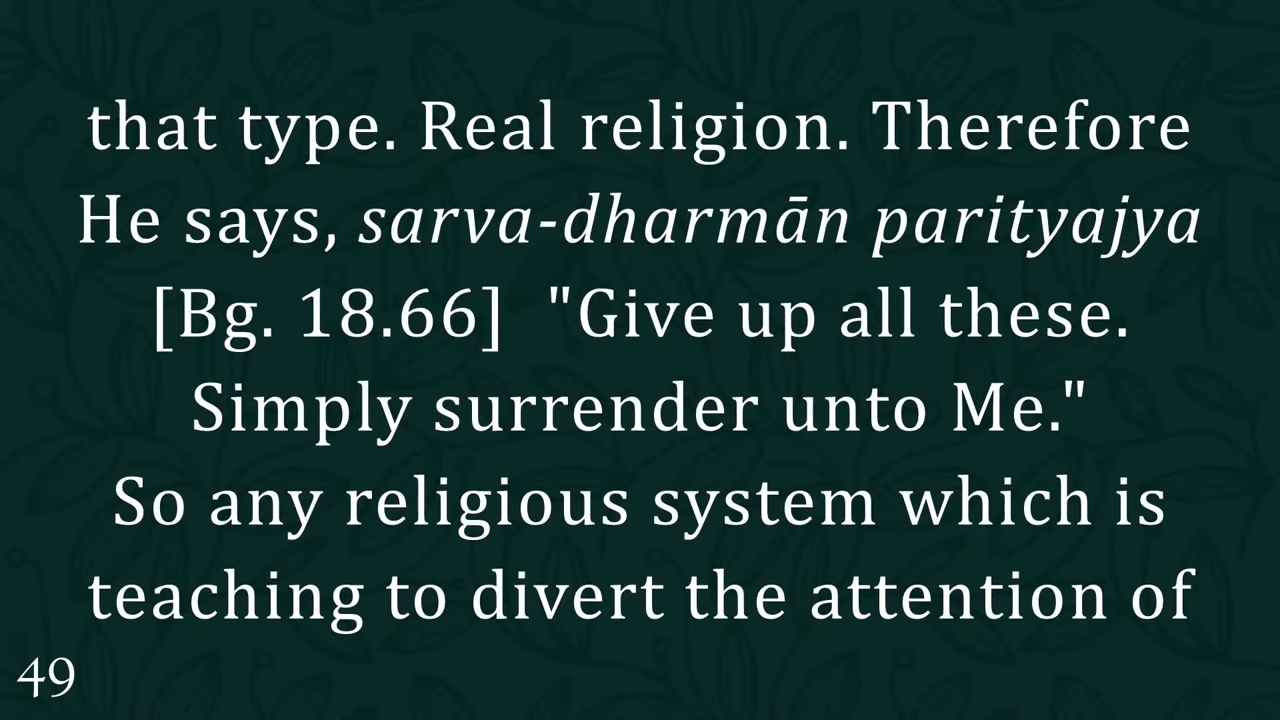 that type. Real religion. Therefore
He says, sarva-dharmān parityajya
[Bg. 18.66]  "Give up all these.
Simply surrender unto Me."
So any religious system which is
teaching to divert the attention of
49